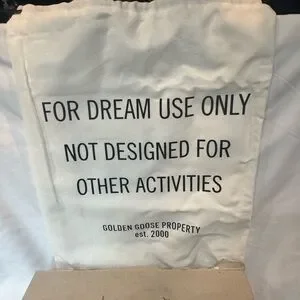 FOR DREAM USE ONLY
NOT DESIGNED FOR
OTHER ACTIVITIES
GOLDEN GOOSE PROPERTY
est. 2000